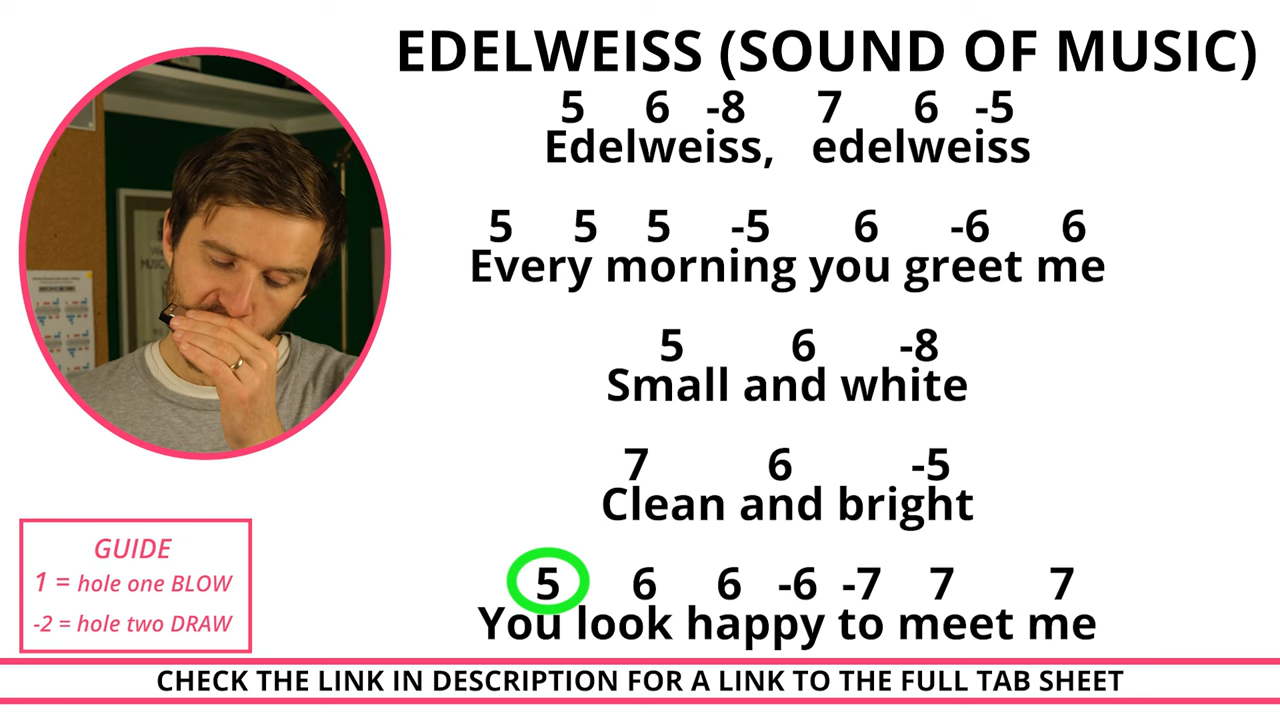 EDELWEISS (SOUND OF MUSIC)
5 6 -8 7 6 -5
Edelweiss, edelweiss
5 5 5 -5 6 -6 6
Every morning you greet me
5 6 -8
Small and white
7 6 -5
Clean and bright
5 6 6 -6 -7 7 7
You look happy to meet me
GUIDE
1 = hole one BLOW
-2 = hole two DRAW
CHECK THE LINK IN DESCRIPTION FOR A LINK TO THE FULL TAB SHEET